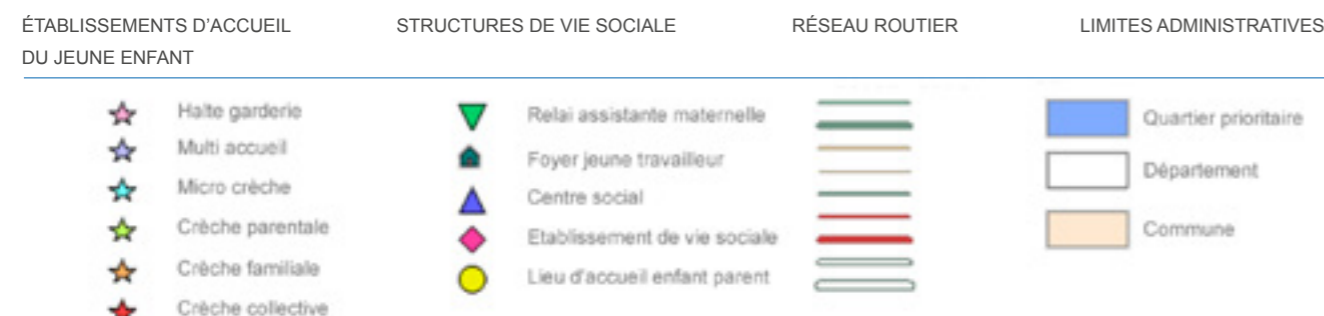 ÉTABLISSEMENTS D'ACCUEIL
DU JEUNE ENFANT
Halte garderie
Multi accueil
Micro crèche
Crèche parentale
Crèche familiale
Crèche collective
STRUCTURES DE VIE SOCIALE
Relai assistante maternelle
Foyer jeune travailleur
Centre social
Etablissement de vie sociale
Lieu d'accueil enfant parent
RÉSEAU ROUTIER
LIMITES ADMINISTRATIVES
Quartier prioritaire
Département
Commune